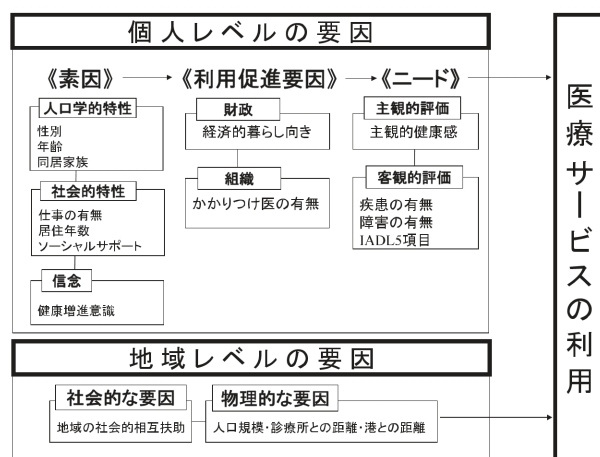 個人レベルの要因
《素因》
《利用促進要因》
《ニード》
人口学的特性
性別
年齢
同居家族
社会的特性
仕事の有無
居住年数
ソーシャルサポート
信念
健康増進意識
財政
経済的暮らし向き
組織
かかりつけ医の有無
主観的評価
主観的健康感
客観的評価
疾患の有無
障害の有無
IADL5項目
地域レベルの要因
社会的な要因
地域の社会的相互扶助
物理的な要因
人口規模・診療所との距離・港との距離
医療サービスの利用